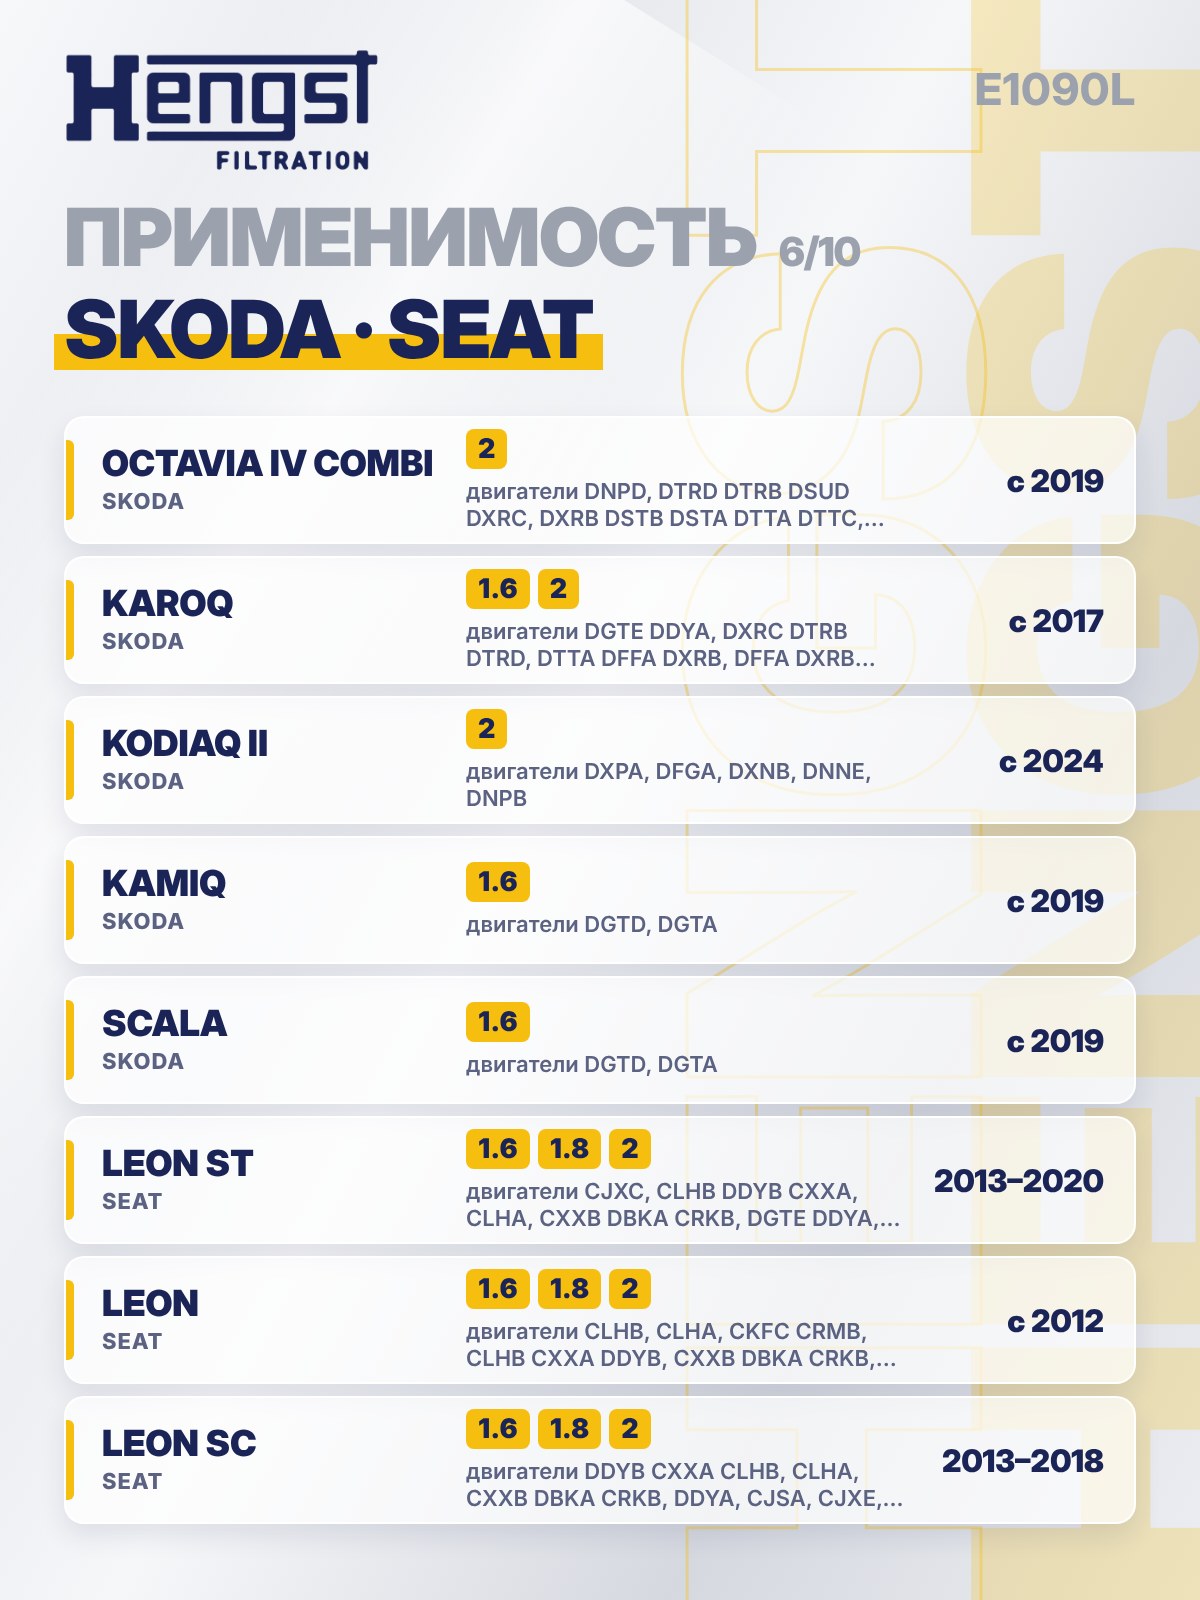 Hengst
FILTRATION
E1090L
ПРИМЕНИМОСТЬ 6/10
SKODA · SEAT
OCTAVIA IV COMBI
SKODA
2
двигатели DNPD, DTRD DTRB DSUD
DXRC, DXRB DSTB DSTA DTTA DTTC,...
с 2019
KAROQ
SKODA
1.6 2
двигатели DGTE DDYA, DXRC DTRB
DTRD, DTTA DFFA DXRB, DFFA DXRB...
с 2017
KODIAQ II
SKODA
2
двигатели DXPA, DFGA, DXNB, DNNE,
DNPB
с 2024
KAMIQ
SKODA
1.6
двигатели DGTD, DGTA
с 2019
SCALA
SKODA
1.6
двигатели DGTD, DGTA
с 2019
LEON ST
SEAT
1.6 1.8 2
двигатели CJXC, CLHB DDYB CXXA,
CLHA, CXXB DBKA CRKB, DGTE DDYA,...
2013–2020
LEON
SEAT
1.6 1.8 2
двигатели CLHB, CLHA, CKFC CRMB,
CLHB CXXA DDYB, CXXB DBKA CRKB,...
с 2012
LEON SC
SEAT
1.6 1.8 2
двигатели DDYB CXXA CLHB, CLHA,
CXXB DBKA CRKB, DDYA, CJSA, CJXE,...
2013–2018
HENGST
HENGST